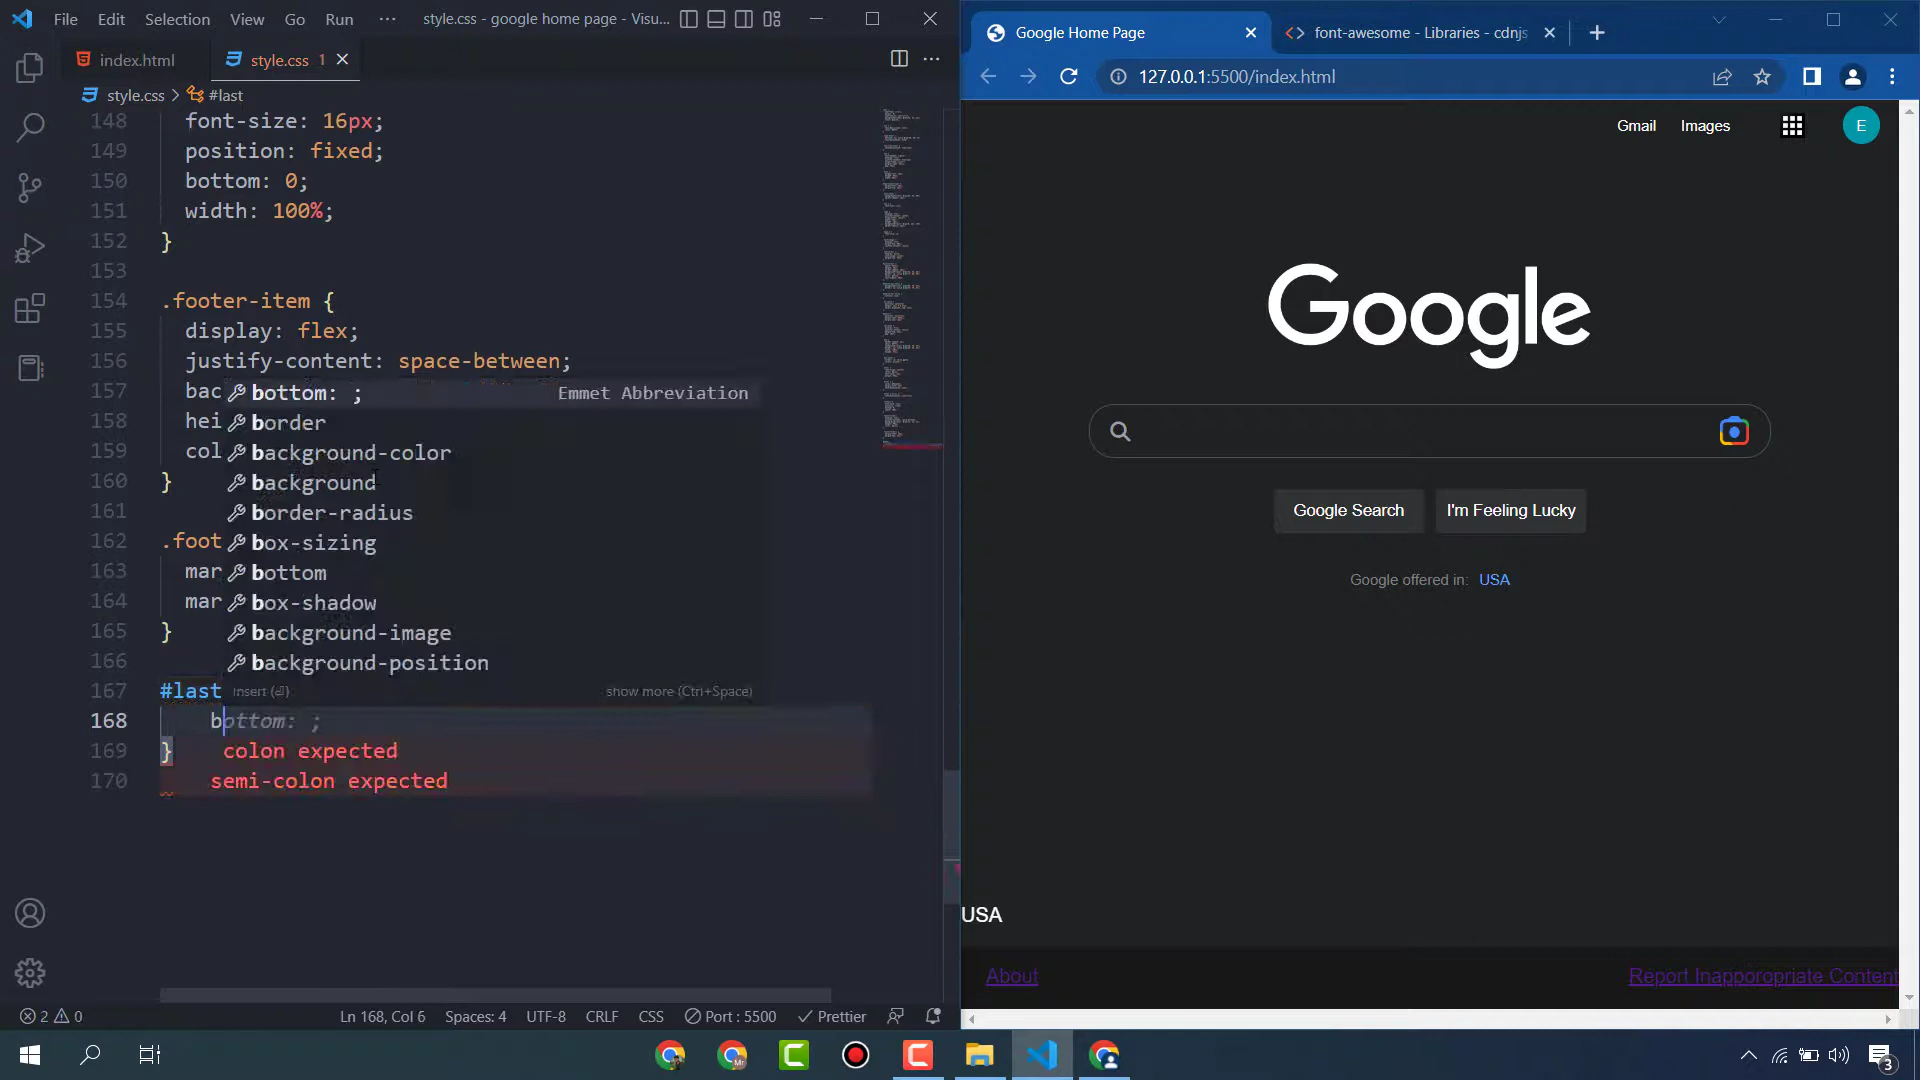 File Edit Selection View Go Run ··· style.css - google home page - Visu...
index.html style.css 1
style.css > #last
148 font-size: 16px;
149 position: fixed;
150 bottom: 0;
151 width: 100%;
152 }
153
154 .footer-item {
155 display: flex;
156 justify-content: space-between;
157 bac
158 hei
159 col
160 }
161
162 .foot
163 mar
164 mar
165 }
166
167 #last
168 bottom: ;
169 } colon expected
170 semi-colon expected
bottom: ; Emmet Abbreviation
border
background-color
background
border-radius
box-sizing
bottom
box-shadow
background-image
background-position
Insert show more (Ctrl+Space)
2 0 Ln 168, Col 6 Spaces: 4 UTF-8 CRLF CSS Port : 5500 Prettier
Google Home Page
font-awesome - Libraries - cdnjs
127.0.0.1:5500/index.html
Gmail Images E
Google
Google Search I'm Feeling Lucky
Google offered in: USA
USA
About Report Inapporopriate Content
3